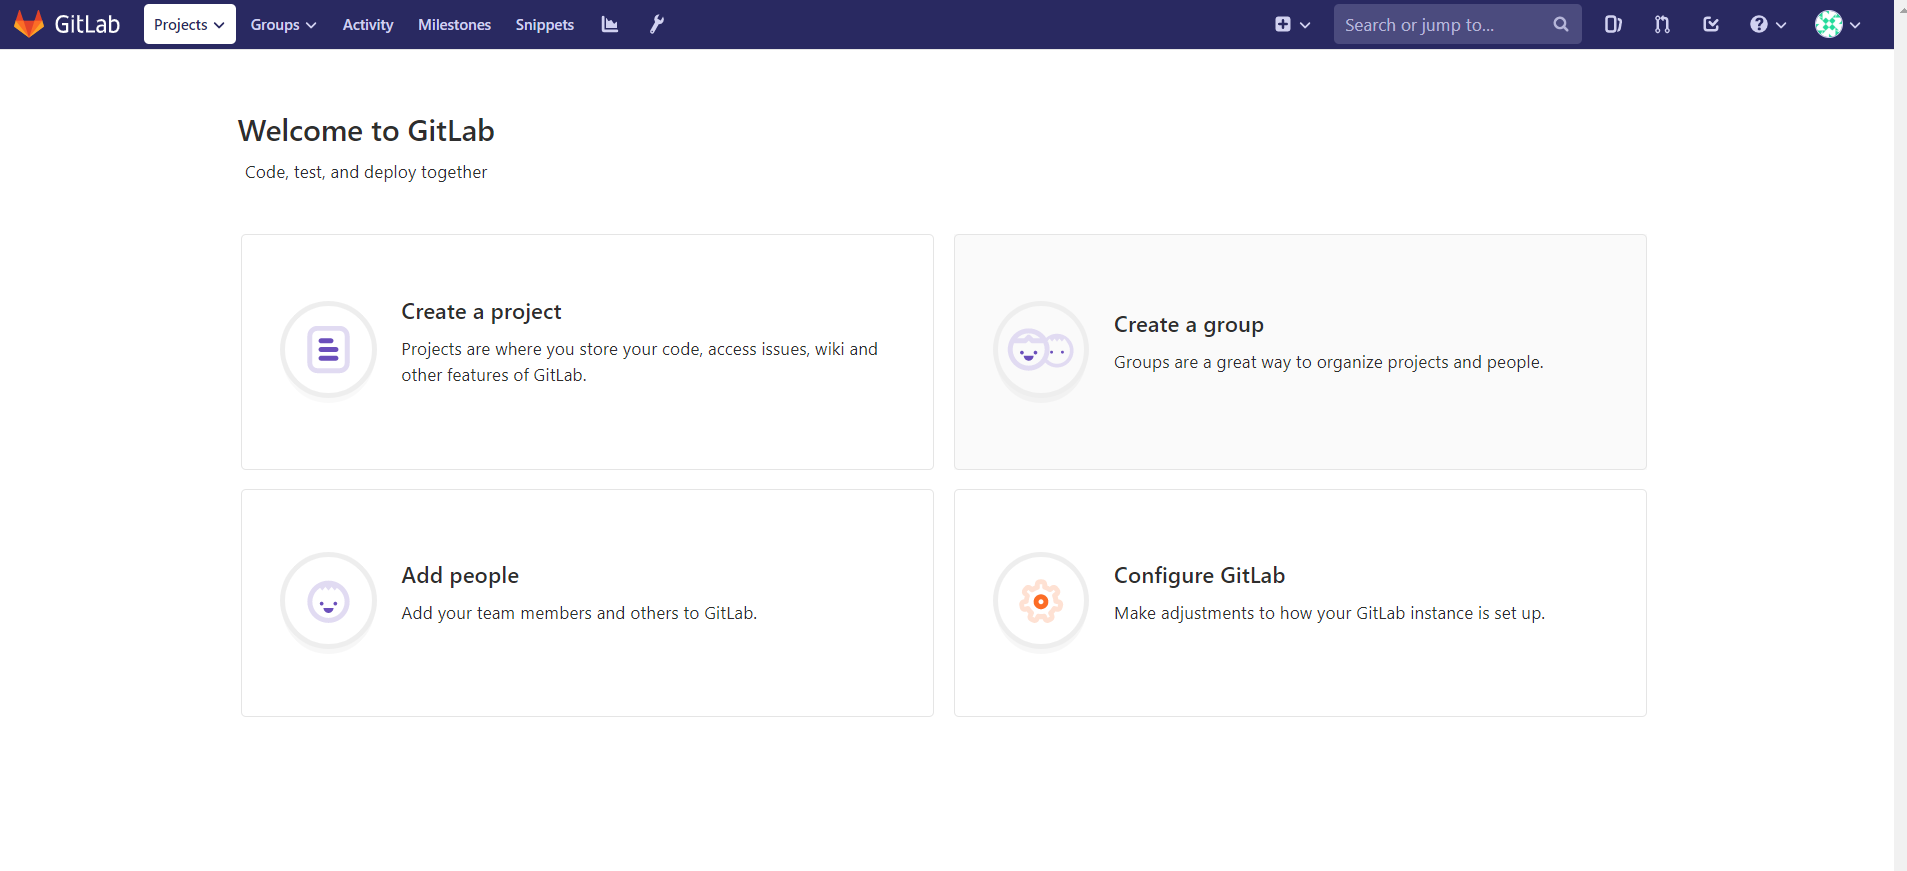 GitLab Projects Groups Activity Milestones Snippets Search or jump to...
Welcome to GitLab
Code, test, and deploy together
Create a project
Projects are where you store your code, access issues, wiki and
other features of GitLab.
Create a group
Groups are a great way to organize projects and people.
Add people
Add your team members and others to GitLab.
Configure GitLab
Make adjustments to how your GitLab instance is set up.